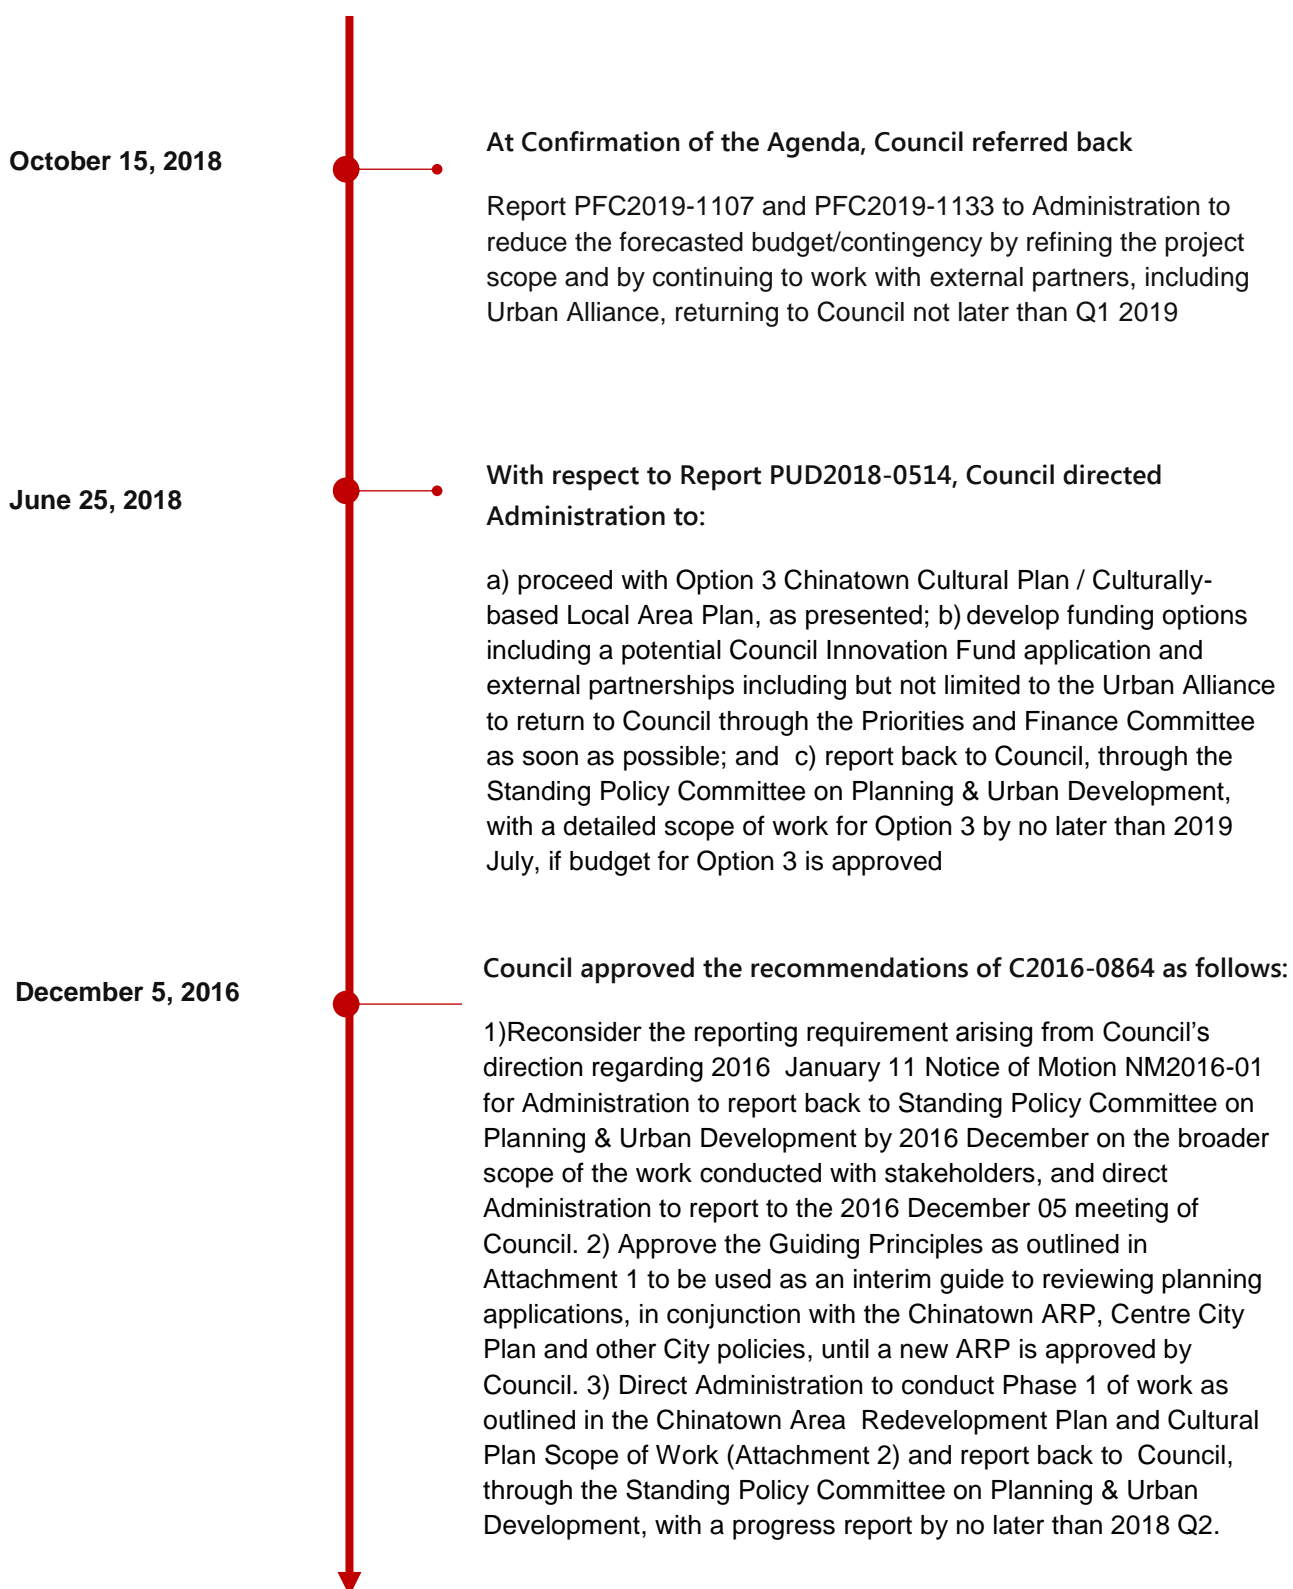 October 15, 2018
At Confirmation of the Agenda, Council referred back
Report PFC2019-1107 and PFC2019-1133 to Administration to
reduce the forecasted budget/contingency by refining the project
scope and by continuing to work with external partners, including
Urban Alliance, returning to Council not later than Q1 2019
June 25, 2018
With respect to Report PUD2018-0514, Council directed
Administration to:
a) proceed with Option 3 Chinatown Cultural Plan / Culturally-
based Local Area Plan, as presented; b) develop funding options
including a potential Council Innovation Fund application and
external partnerships including but not limited to the Urban Alliance
to return to Council through the Priorities and Finance Committee
as soon as possible; and  c) report back to Council, through the
Standing Policy Committee on Planning & Urban Development,
with a detailed scope of work for Option 3 by no later than 2019
July, if budget for Option 3 is approved
December 5, 2016
Council approved the recommendations of C2016-0864 as follows:
1)Reconsider the reporting requirement arising from Council’s
direction regarding 2016  January 11 Notice of Motion NM2016-01
for Administration to report back to Standing Policy Committee on
Planning & Urban Development by 2016 December on the broader
scope of the work conducted with stakeholders, and direct
Administration to report to the 2016 December 05 meeting of
Council. 2) Approve the Guiding Principles as outlined in
Attachment 1 to be used as an interim guide to reviewing planning
applications, in conjunction with the Chinatown ARP, Centre City
Plan and other City policies, until a new ARP is approved by
Council. 3) Direct Administration to conduct Phase 1 of work as
outlined in the Chinatown Area  Redevelopment Plan and Cultural
Plan Scope of Work (Attachment 2) and report back to  Council,
through the Standing Policy Committee on Planning & Urban
Development, with a progress report by no later than 2018 Q2.